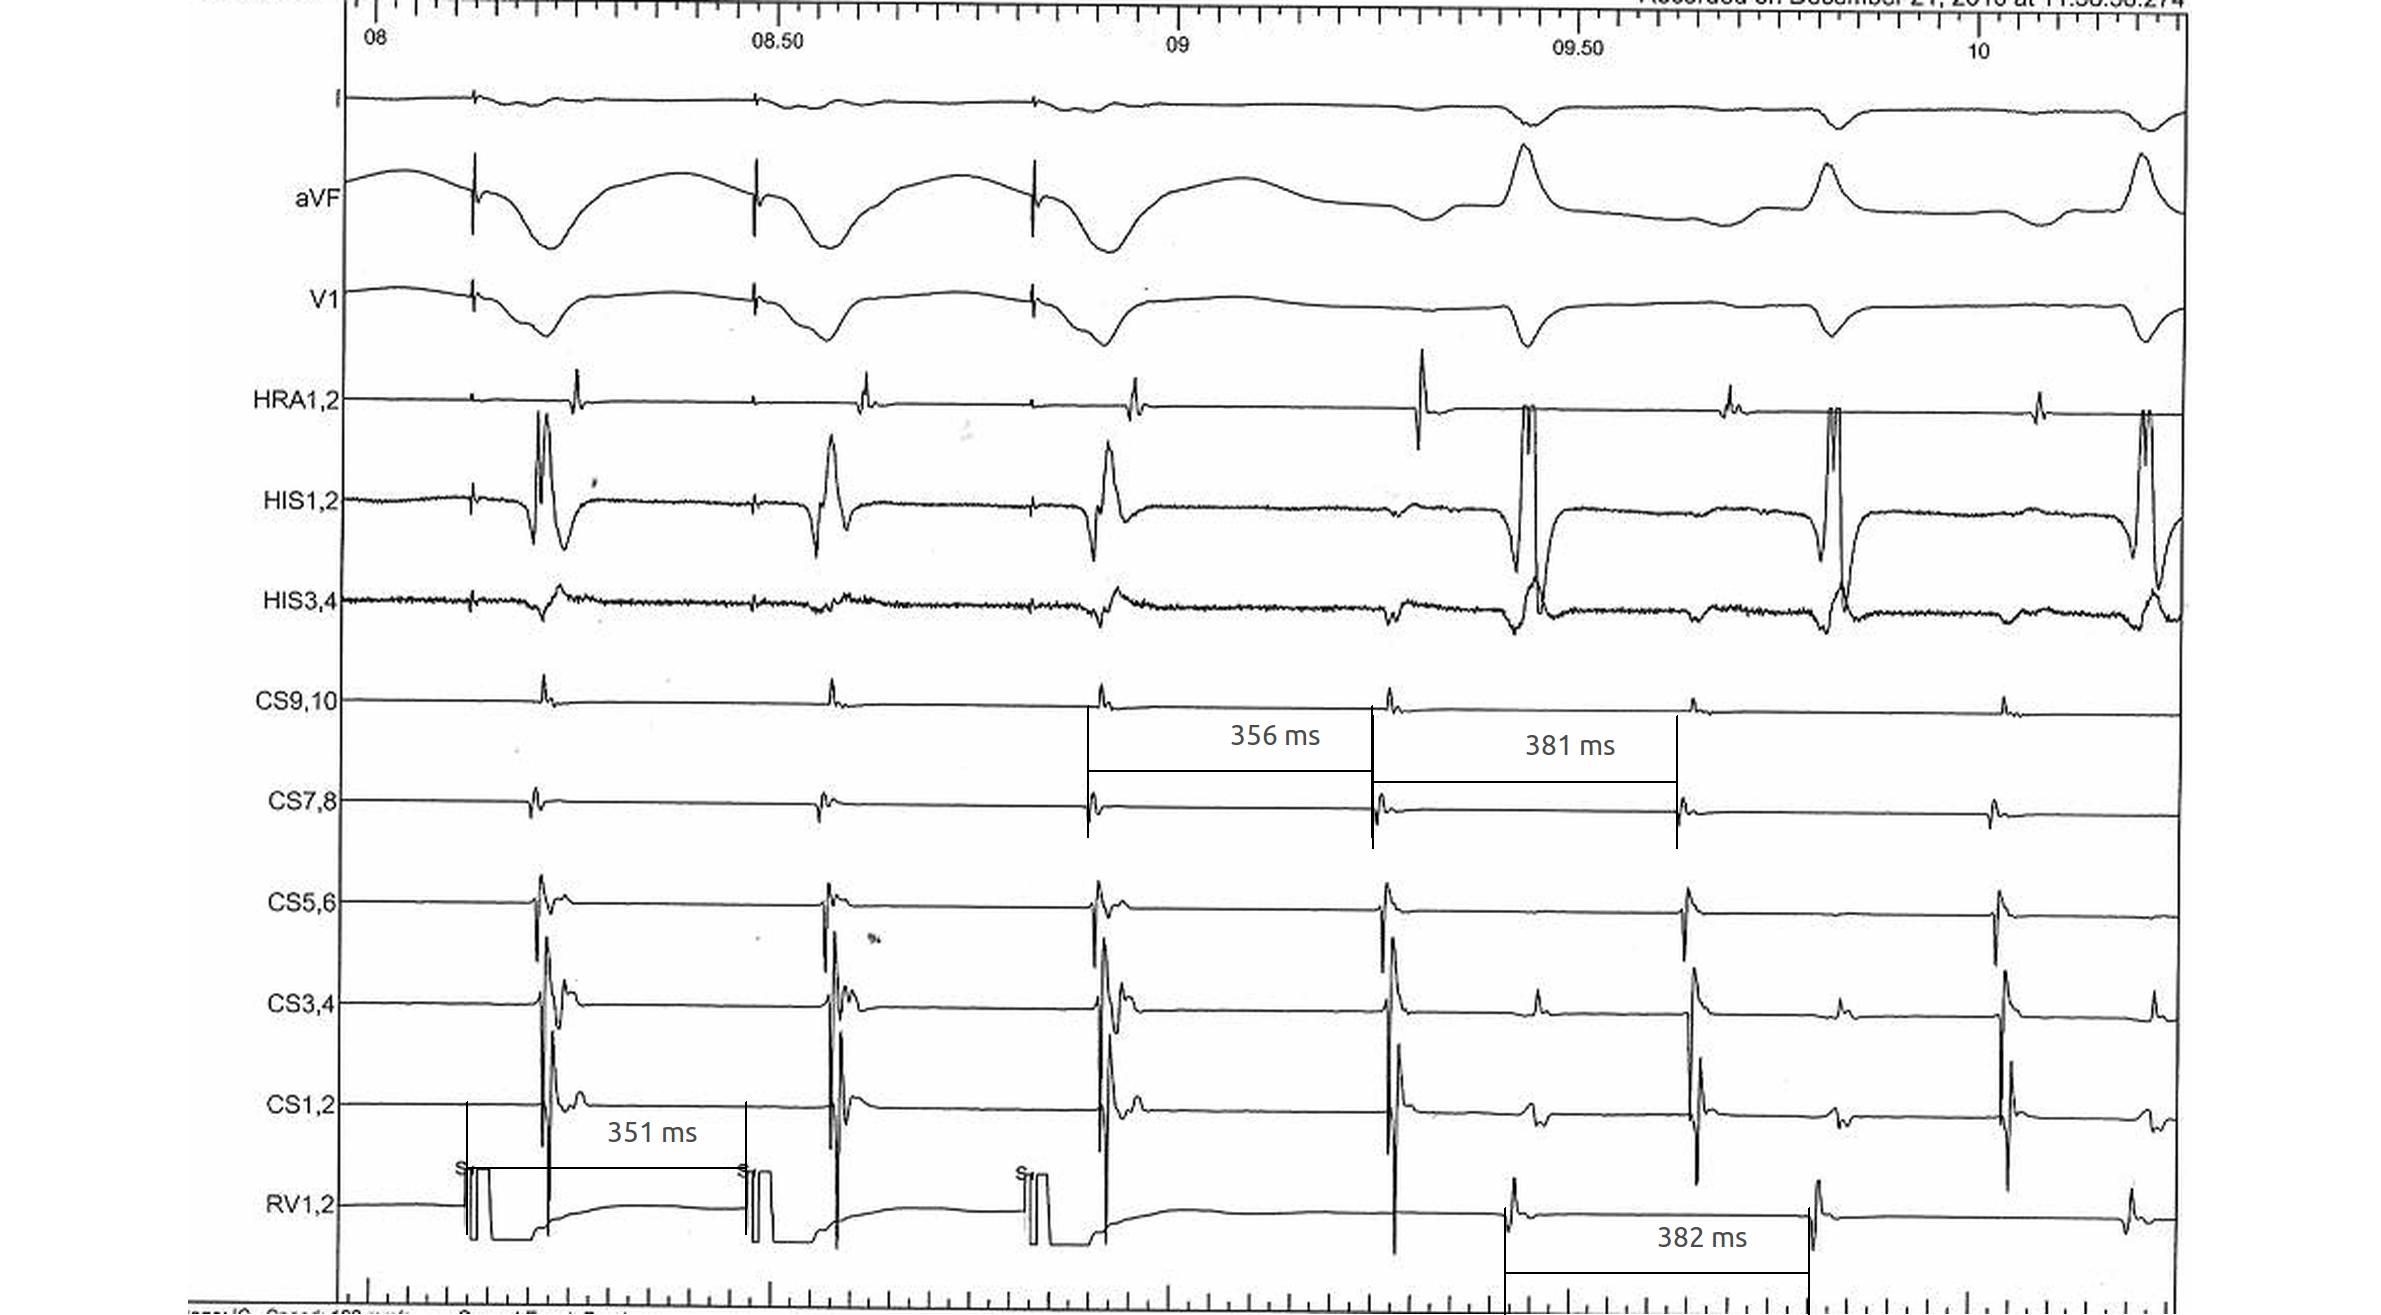 08 08.50 09 09.50 10
I
aVF
V1
HRA1,2
HIS1,2
HIS3,4
CS9,10
356 ms
381 ms
CS7,8
CS5,6
CS3,4
CS1,2
351 ms
S S S
RV1,2
382 ms